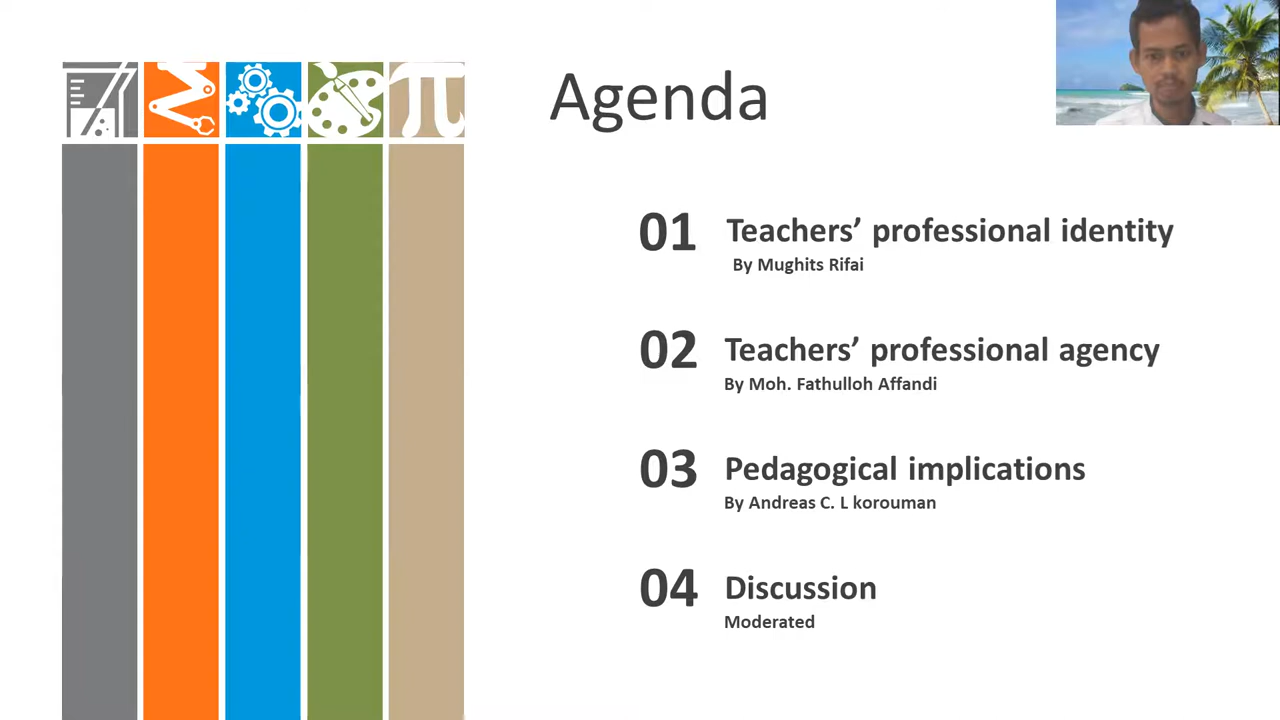 Agenda
01
Teachers’ professional identity
By Mughits Rifai
02
Teachers’ professional agency
By Moh. Fathulloh Affandi
03
Pedagogical implications
By Andreas C. L korouman
04
Discussion
Moderated